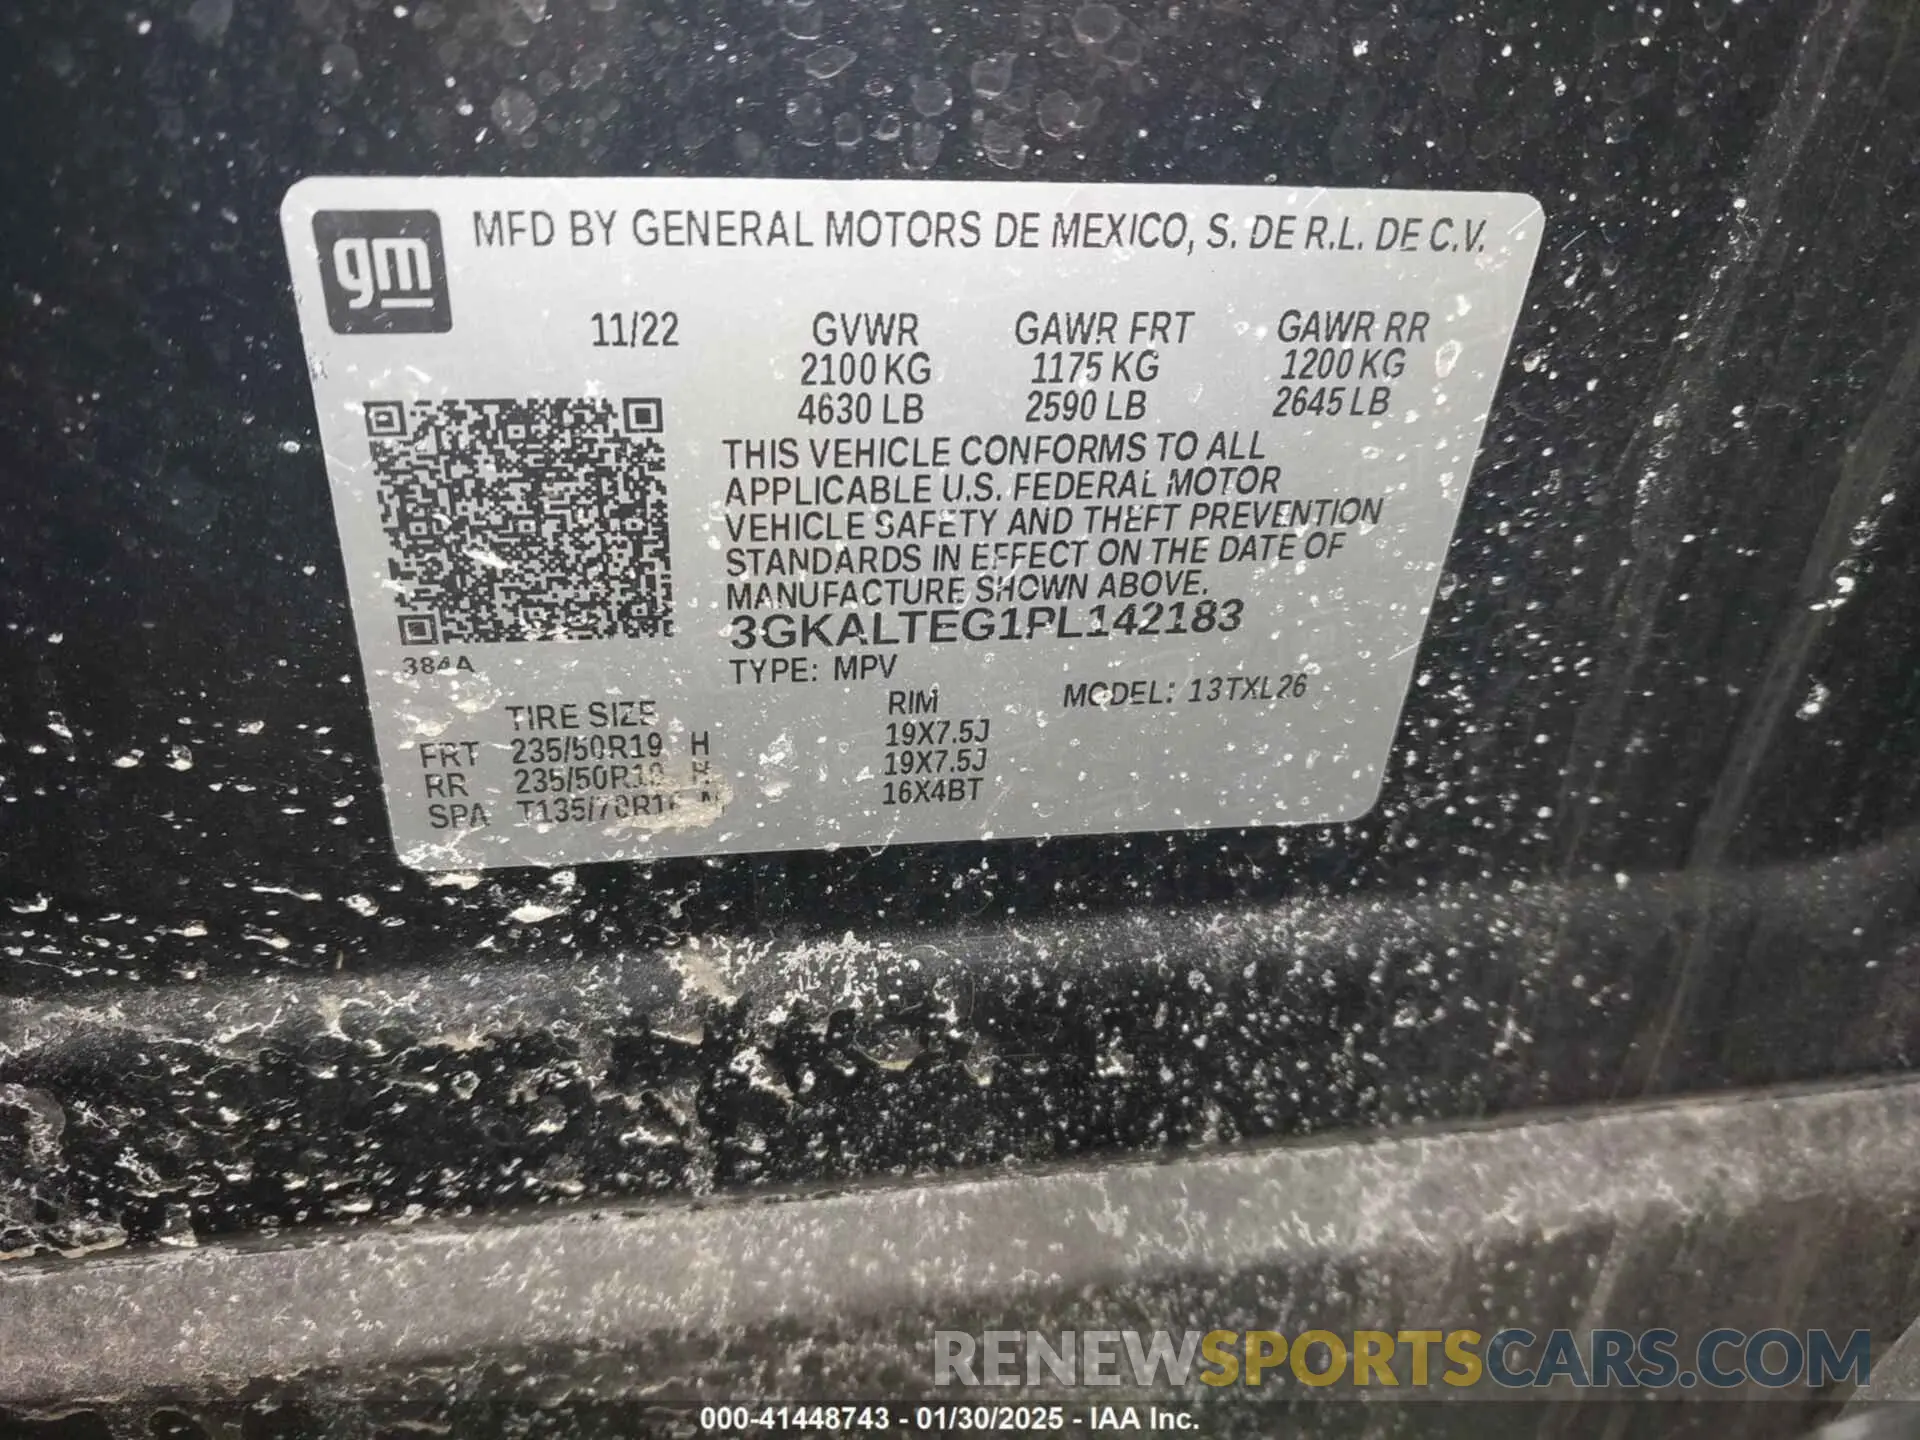 gm
MFD BY GENERAL MOTORS DE MEXICO, S. DE R.L. DE C.V.
11/22 GVWR GAWR FRT GAWR RR
2100 KG 1175 KG 1200 KG
4630 LB 2590 LB 2645 LB
THIS VEHICLE CONFORMS TO ALL
APPLICABLE U.S. FEDERAL MOTOR
VEHICLE SAFETY AND THEFT PREVENTION
STANDARDS IN EFFECT ON THE DATE OF
MANUFACTURE SHOWN ABOVE.
3GKALTEG1PL142183
384A
TYPE: MPV
TIRE SIZE RIM MODEL: 13TXL26
FRT 235/50R19 H 19X7.5J
RR 235/50R19 H 19X7.5J
SPA 16X4BT
RENEWSPORTSCARS.COM
000-41448743 - 01/30/2025 - IAA Inc.